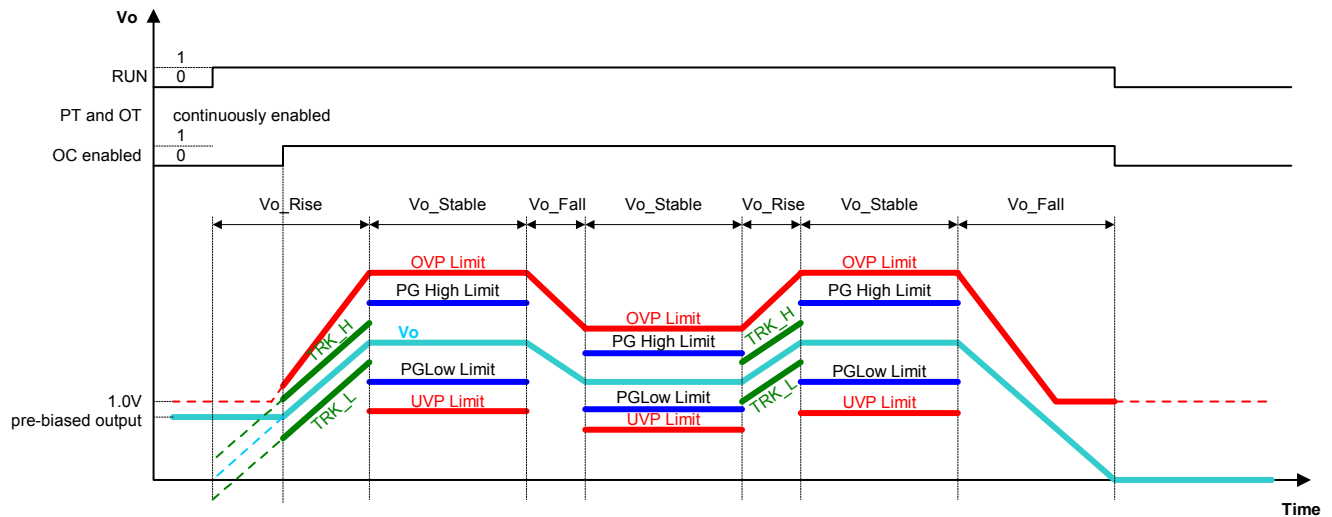 Vo
1
RUN
0
PT and OT
continuously enabled
1
OC enabled
0
Vo_Rise
Vo_Stable
Vo_Fall
Vo_Stable
Vo_Rise
Vo_Stable
Vo_Fall
OVP Limit
OVP Limit
PG High Limit
PG High Limit
OVP Limit
TRK_H
Vo
TRK_H
PG High Limit
PGLow Limit
PGLow Limit
1.0V
TRK_L
UVP Limit
PGLow Limit
TRK_L
UVP Limit
pre-biased output
UVP Limit
Time